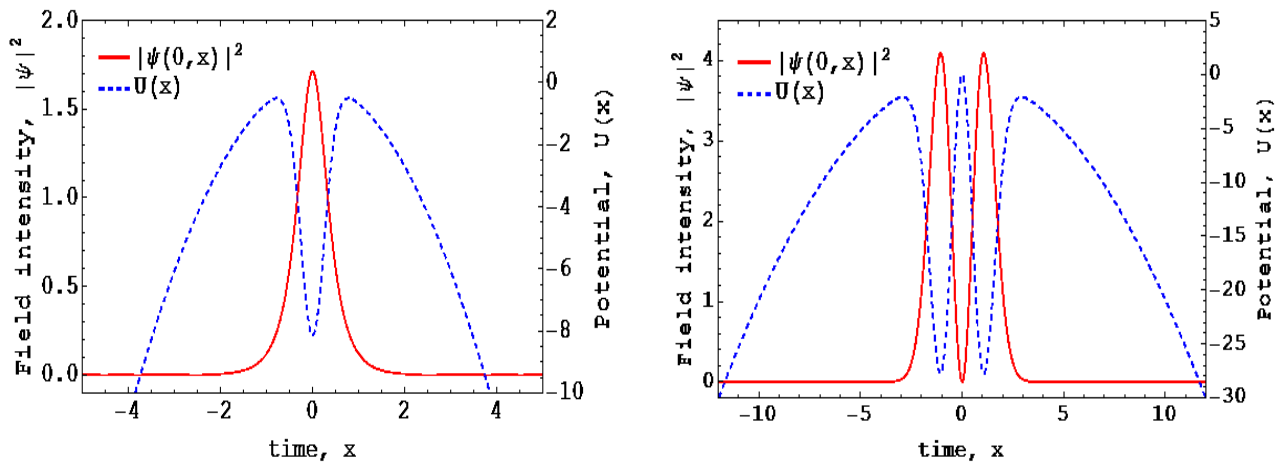 2.0
1.5
1.0
0.5
0.0
Field intensity, |ψ|²
|ψ(0,x)|²
U(x)
2
0
−2
−4
−6
−8
−10
Potential, U(x)
−4 −2 0 2 4
time, x
4
3
2
1
0
Field intensity, |ψ|²
|ψ(0,x)|²
U(x)
5
0
−5
−10
−15
−20
−25
−30
Potential, U(x)
−10 −5 0 5 10
time, x